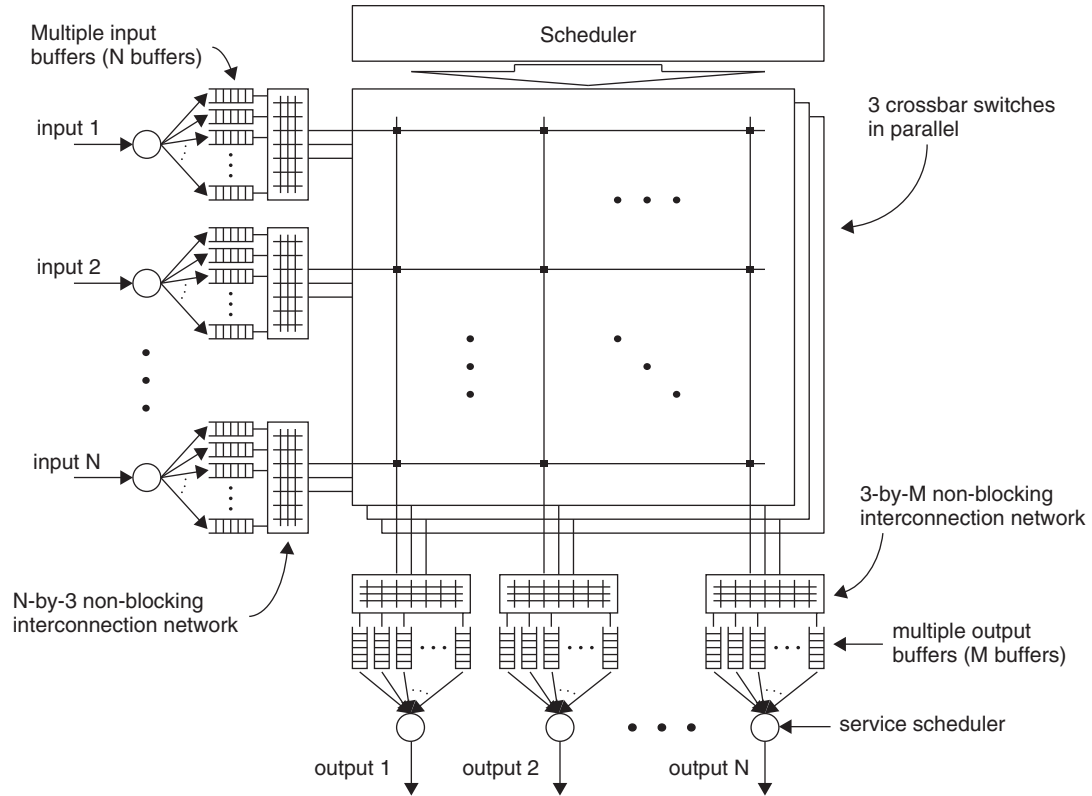 Multiple input
buffers (N buffers)
Scheduler
3 crossbar switches
in parallel
input 1
input 2
input N
3-by-M non-blocking
interconnection network
N-by-3 non-blocking
interconnection network
multiple output
buffers (M buffers)
service scheduler
output 1
output 2
output N